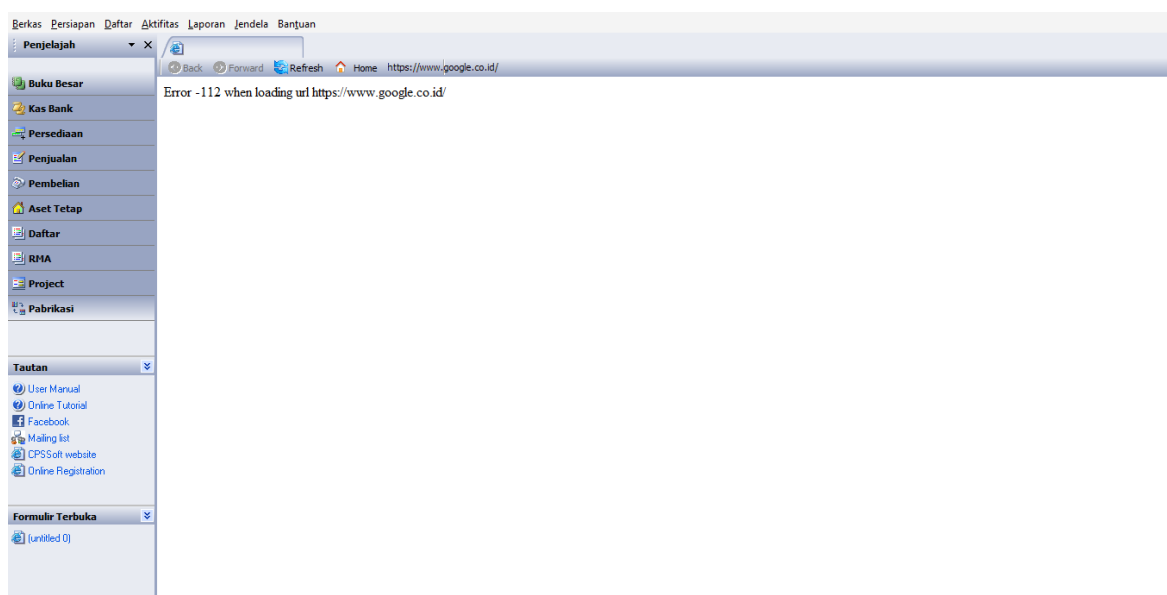 Berkas Persiapan Daftar Aktifitas Laporan Jendela Bantuan
Penjelajah
Back Forward Refresh Home https://www.google.co.id/
Error -112 when loading url https://www.google.co.id/
Buku Besar
Kas Bank
Persediaan
Penjualan
Pembelian
Aset Tetap
Daftar
RMA
Project
Pabrikasi
Tautan
User Manual
Online Tutorial
Facebook
Mailing list
CPSSoft website
Online Registration
Formulir Terbuka
(untitled 0)